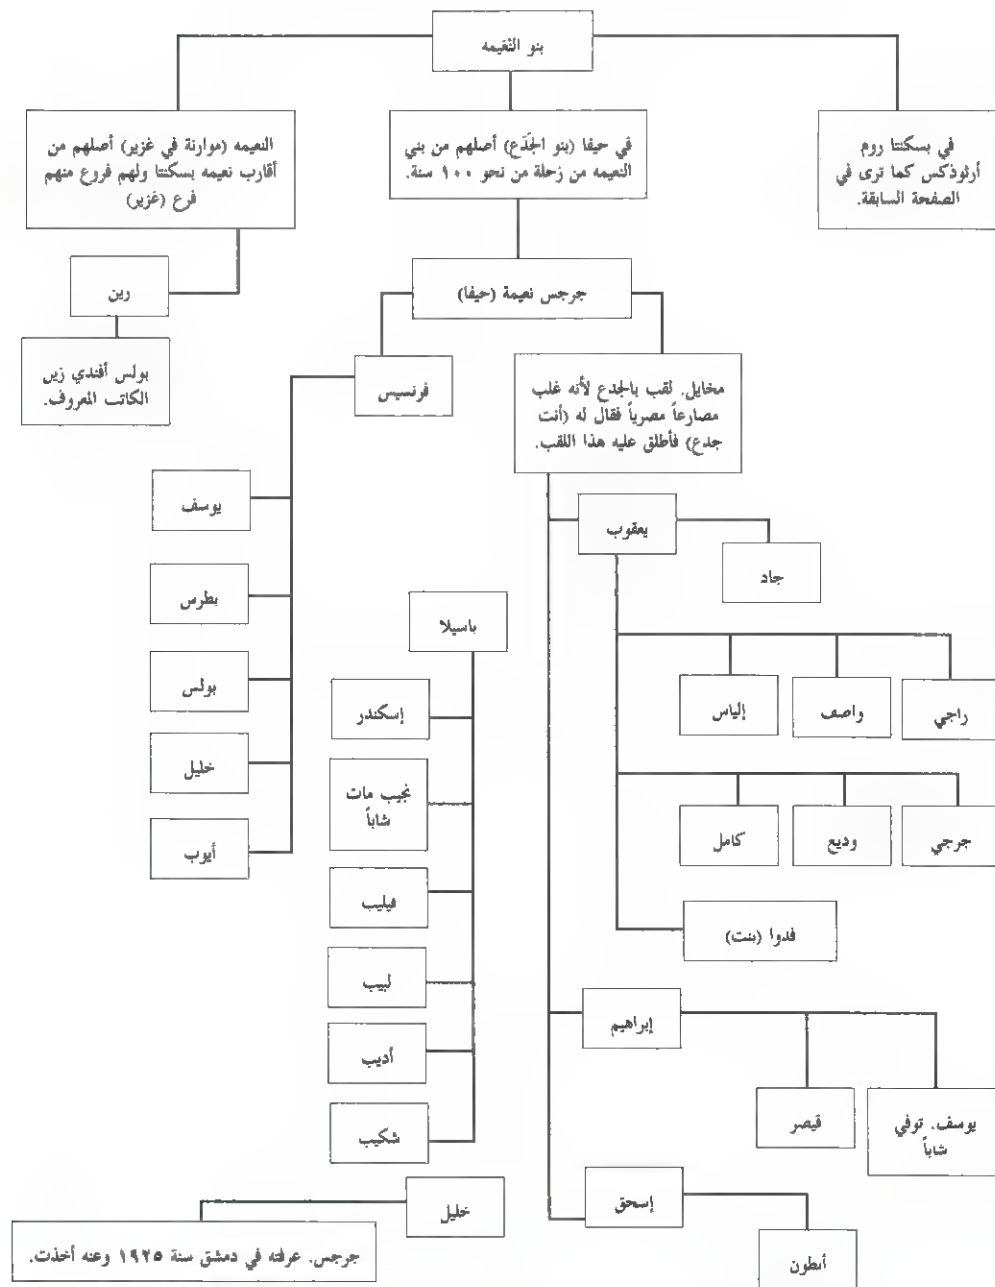 بنو النعيمه
في بسكنتا روم
أرثوذكس كما ترى في
الصفحة السابقة.
في حيفا (بنو الجَدَع) أصلهم من بني
النعيمه من زحلة من نحو ١٠٠ سنة.
النعيمه (موارنة في غزير) أصلهم من
أقارب نعيمه بسكنتا ولهم فروع منهم
فرع (غزير)
جرجس نعيمة (حيفا)
رين
بولس أفندي زين
الكاتب المعروف.
مخايل. لقب بالجدع لأنه غلب
مصارعاً مصرياً فقال له (أنت
جدع) فأطلق عليه هذا اللقب.
فرنسيس
يوسف
بطرس
بولس
خليل
أيوب
يعقوب
جاد
راجي
واصف
إلياس
جرجي
وديع
كامل
فدوا (بنت)
إبراهيم
يوسف. توفي
شاباً
قيصر
إسحق
أنطون
باسيلا
إسكندر
نجيب مات
شاباً
فيليب
لبيب
أديب
شكيب
خليل
جرجس. عرفته في دمشق سنة ١٩٢٥ وعنه أخذت.